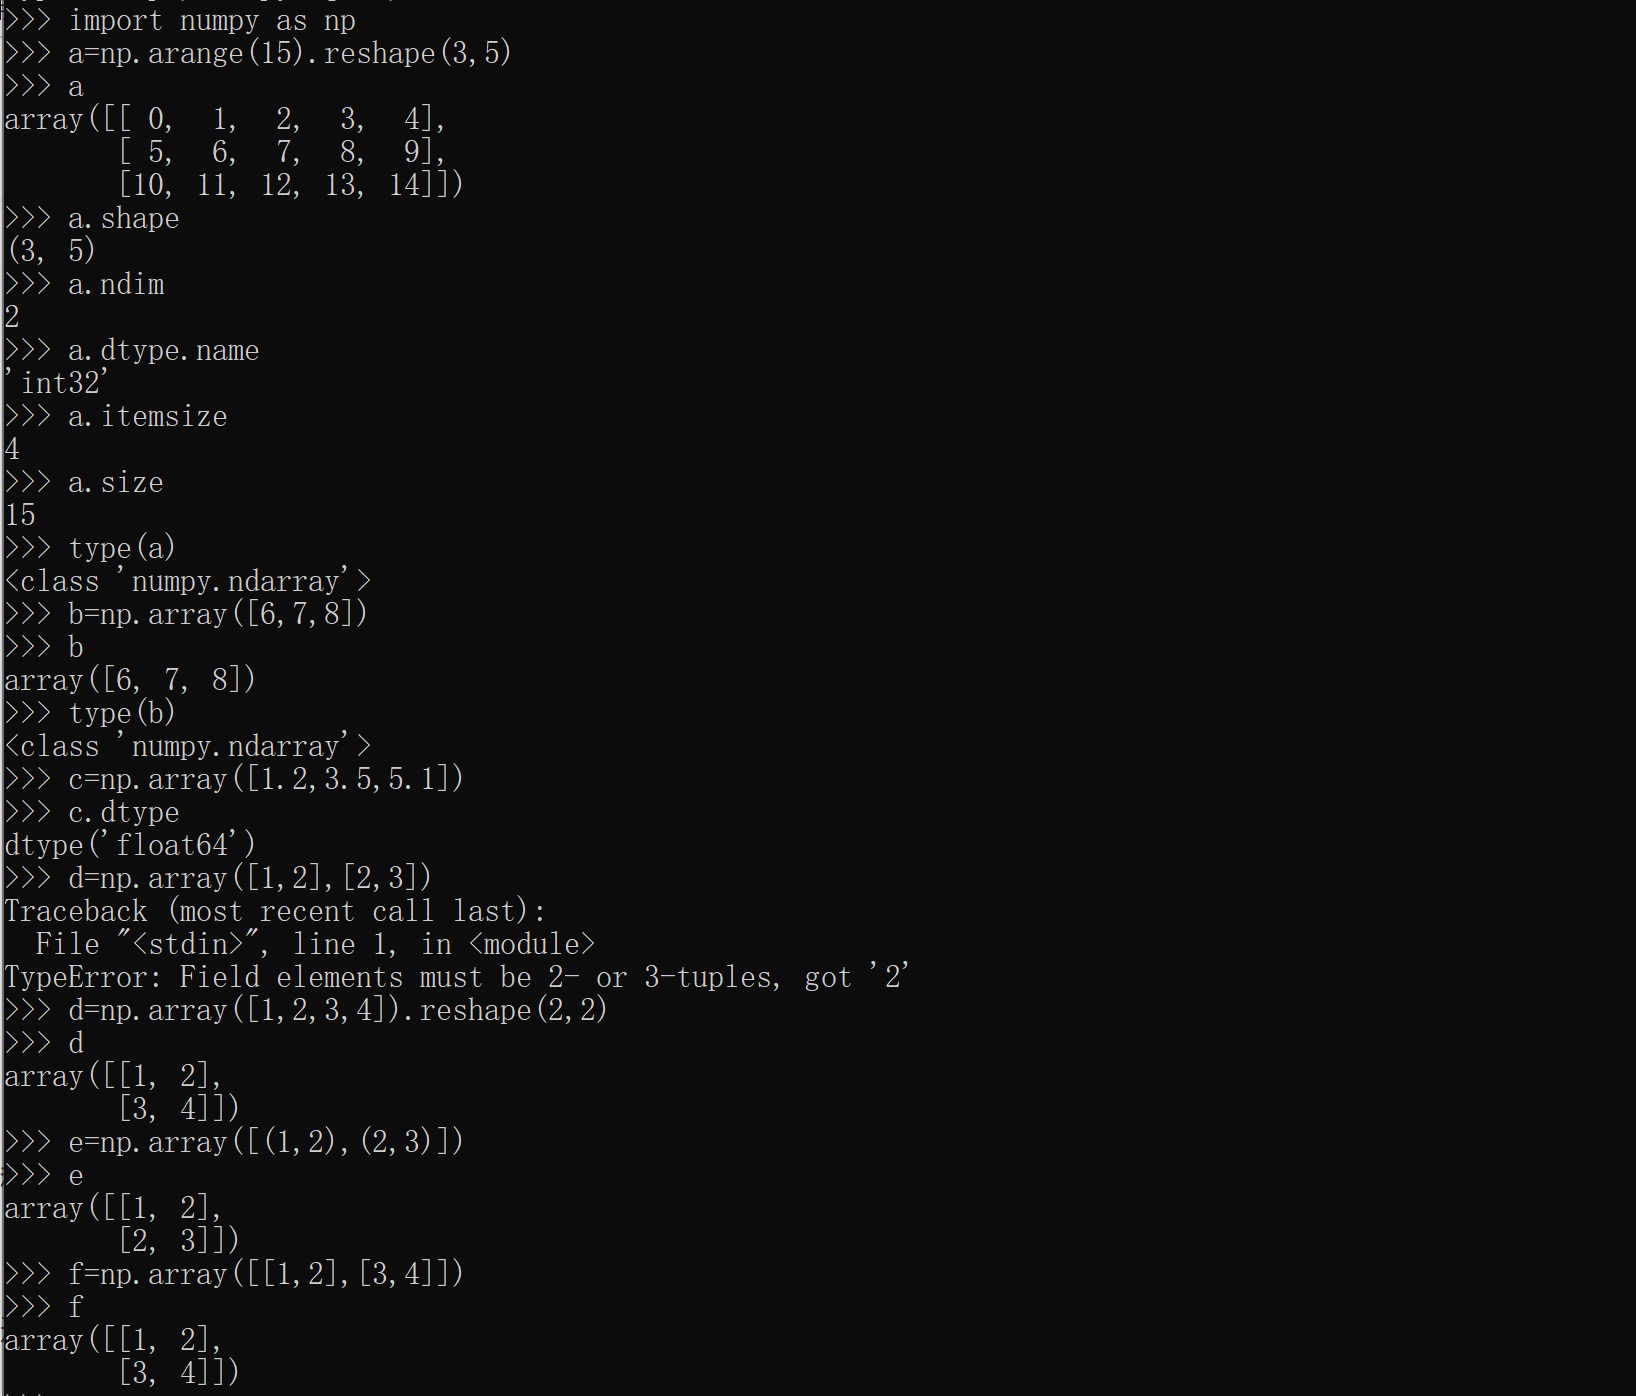 >>> import numpy as np
>>> a=np.arange(15).reshape(3,5)
>>> a
array([[ 0,  1,  2,  3,  4],
       [ 5,  6,  7,  8,  9],
       [10, 11, 12, 13, 14]])
>>> a.shape
(3, 5)
>>> a.ndim
2
>>> a.dtype.name
'int32'
>>> a.itemsize
4
>>> a.size
15
>>> type(a)
<class 'numpy.ndarray'>
>>> b=np.array([6,7,8])
>>> b
array([6, 7, 8])
>>> type(b)
<class 'numpy.ndarray'>
>>> c=np.array([1.2,3.5,5.1])
>>> c.dtype
dtype('float64')
>>> d=np.array([1,2],[2,3])
Traceback (most recent call last):
  File "<stdin>", line 1, in <module>
TypeError: Field elements must be 2- or 3-tuples, got '2'
>>> d=np.array([1,2,3,4]).reshape(2,2)
>>> d
array([[1, 2],
       [3, 4]])
>>> e=np.array([(1,2),(2,3)])
>>> e
array([[1, 2],
       [2, 3]])
>>> f=np.array([[1,2],[3,4]])
>>> f
array([[1, 2],
       [3, 4]])